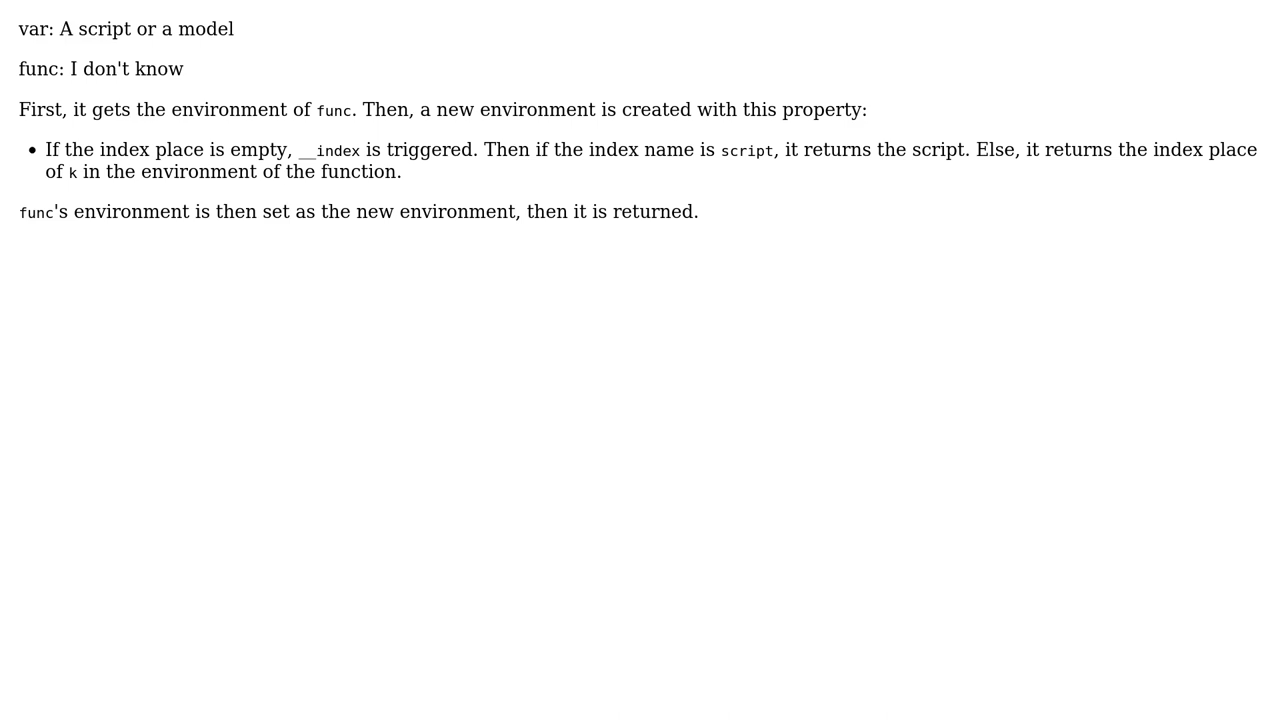 var: A script or a model
func: I don't know
First, it gets the environment of func. Then, a new environment is created with this property:
• If the index place is empty, __index is triggered. Then if the index name is script, it returns the script. Else, it returns the index place
of k in the environment of the function.
func's environment is then set as the new environment, then it is returned.